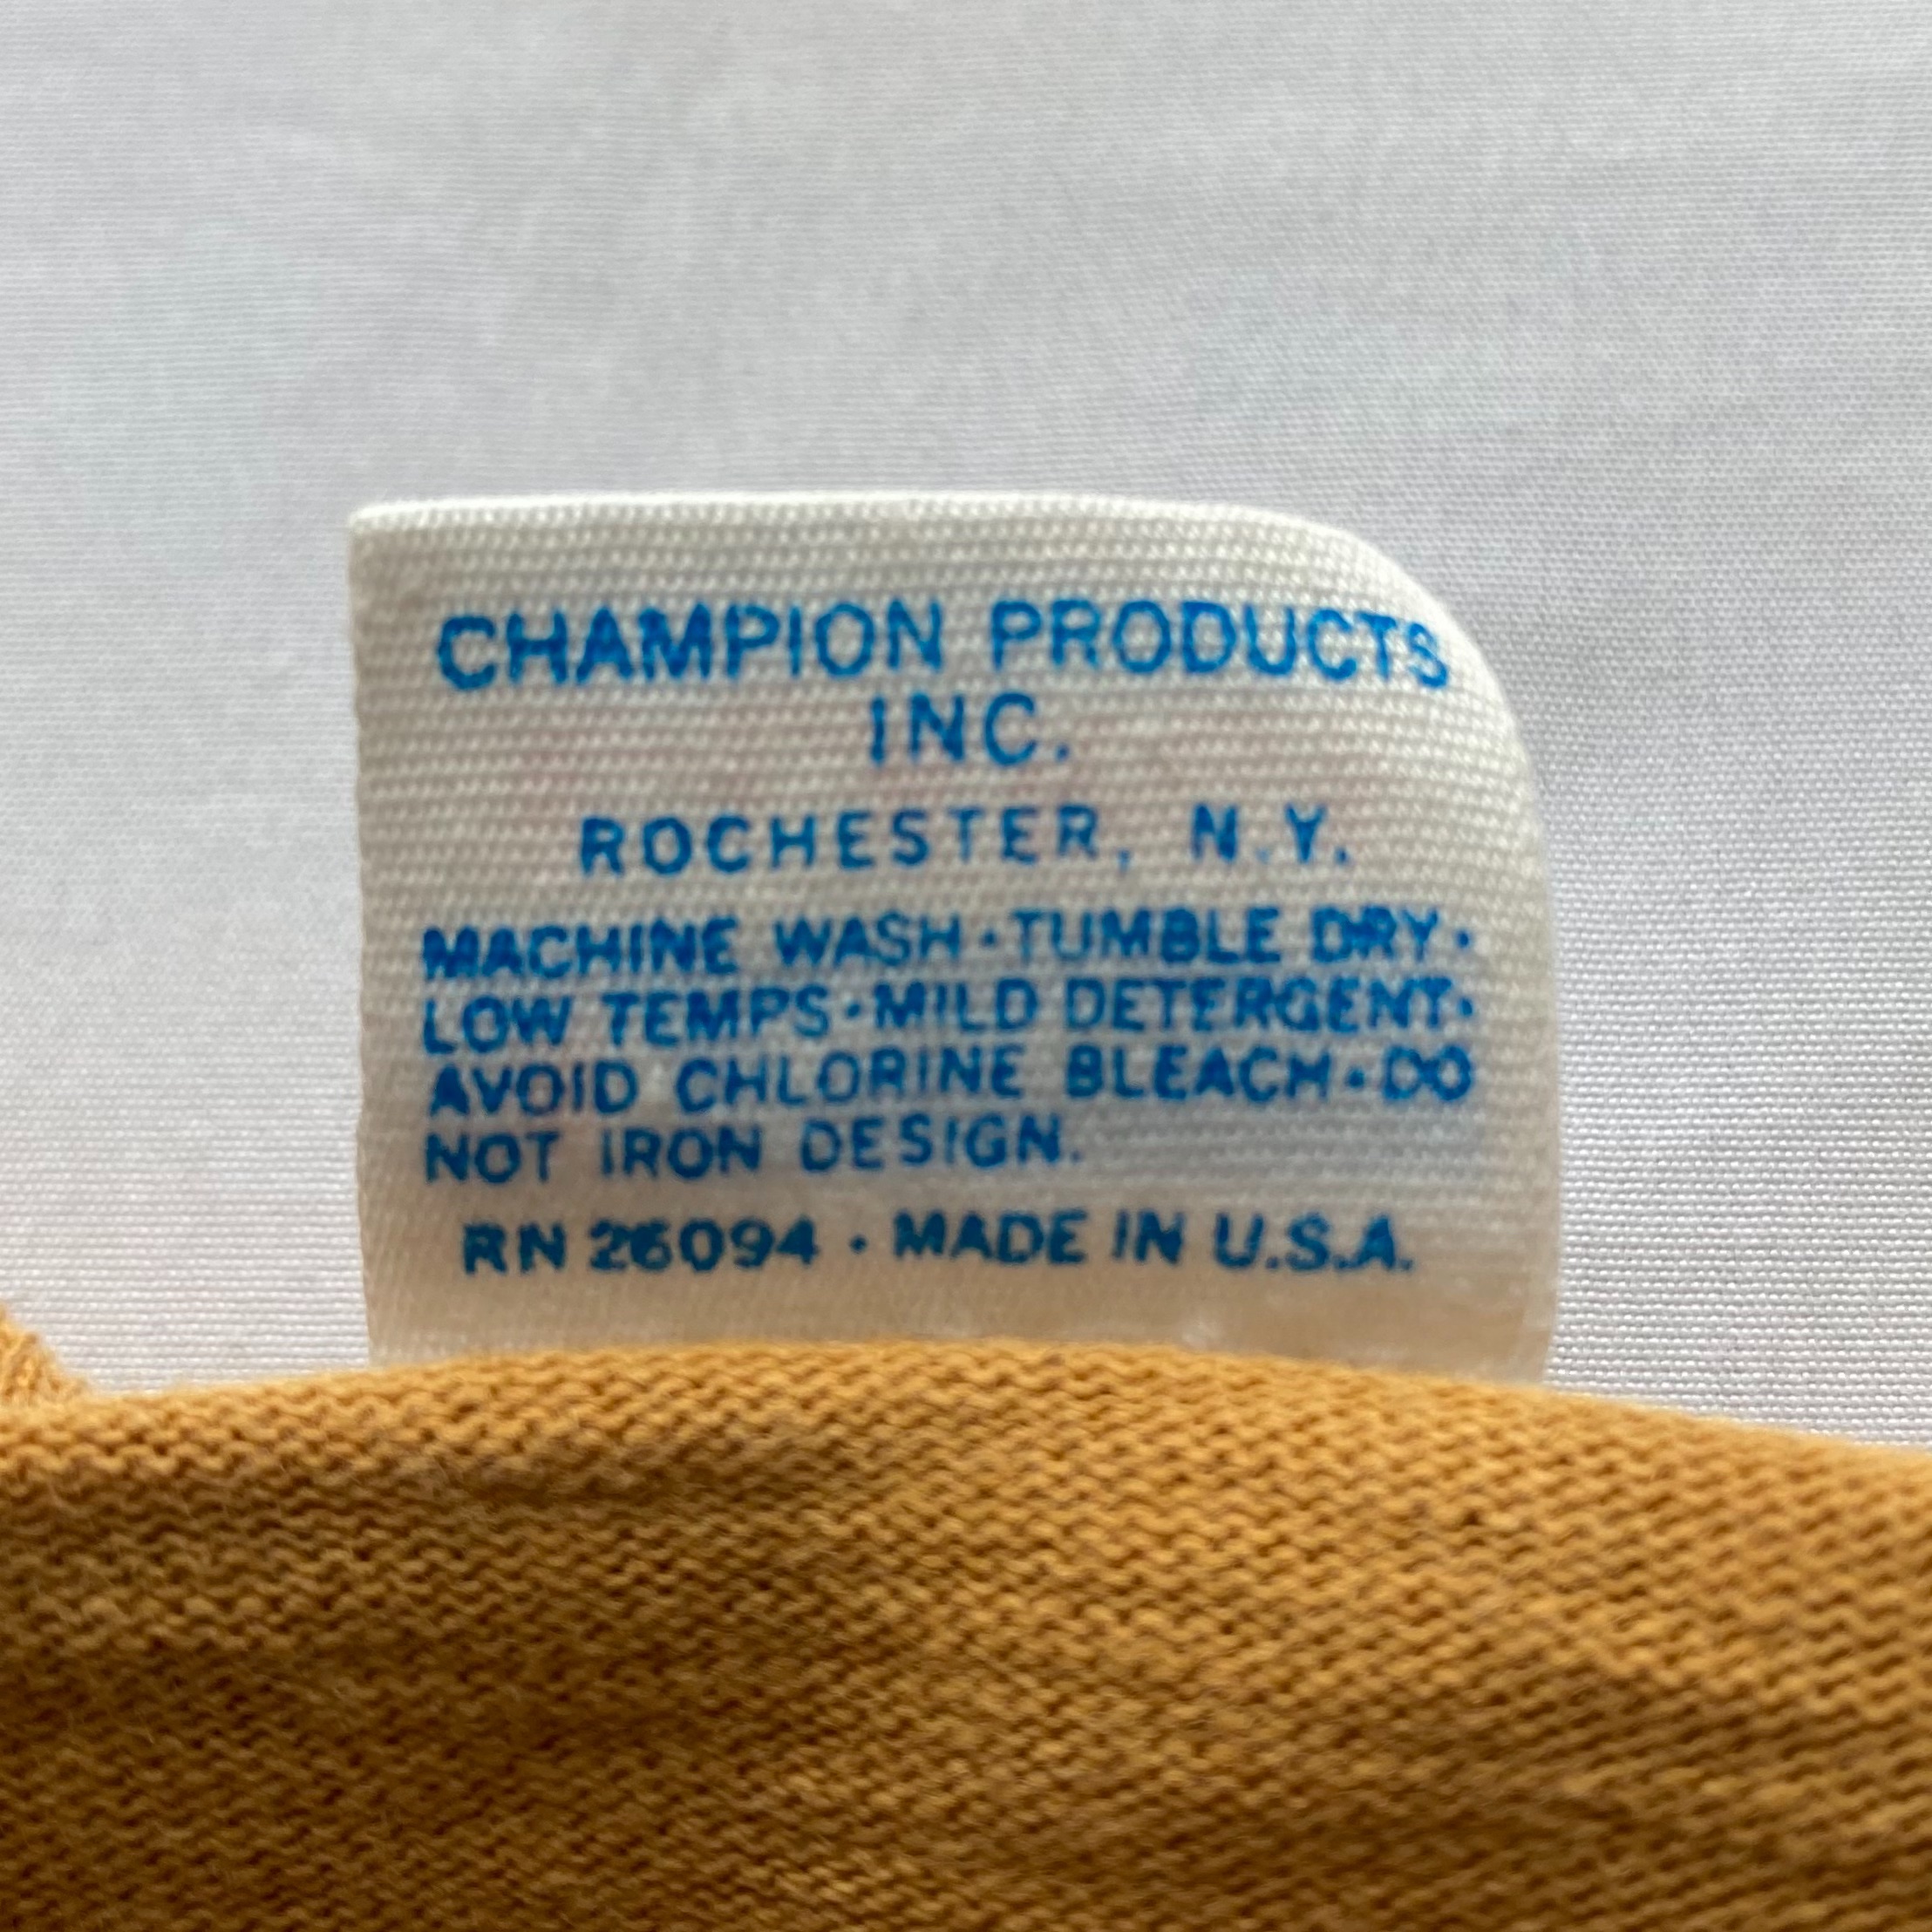 CHAMPION PRODUCTS
INC.
ROCHESTER, N.Y.
MACHINE WASH·TUMBLE DRY·
LOW TEMPS·MILD DETERGENT·
AVOID CHLORINE BLEACH·DO
NOT IRON DESIGN.
RN 26094 · MADE IN U.S.A.